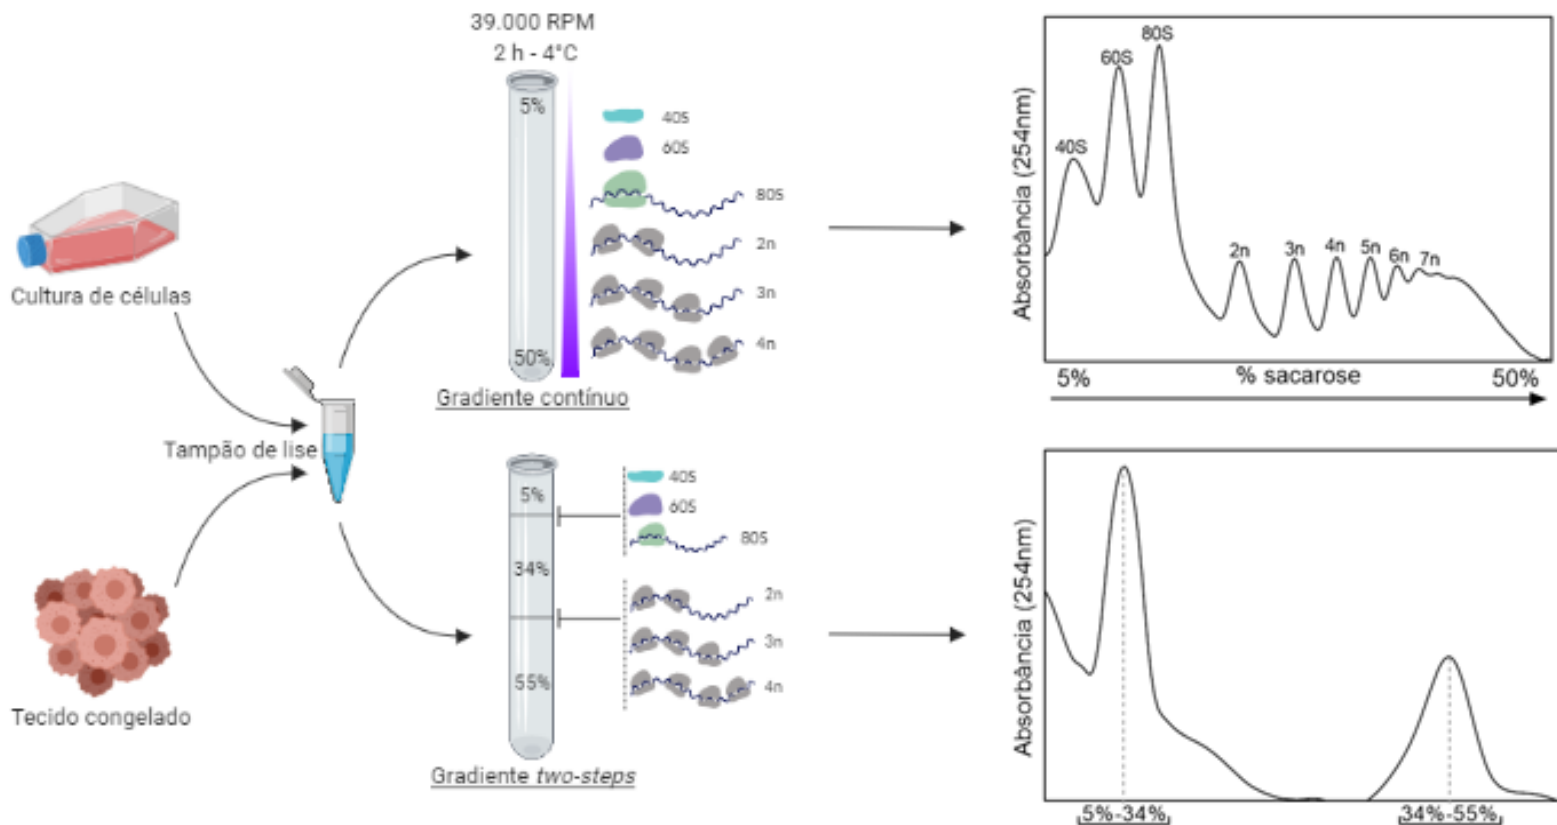 39.000 RPM
2 h - 4°C
5%
50%
40S
60S
80S
2n
3n
4n
Gradiente contínuo
Cultura de células
Tampão de lise
Tecido congelado
5%
34%
55%
40S
60S
80S
2n
3n
4n
Gradiente two-steps
Absorbância (254nm)
40S
60S
80S
2n
3n
4n
5n
6n
7n
5%
% sacarose
50%
Absorbância (254nm)
5%-34%
34%-55%